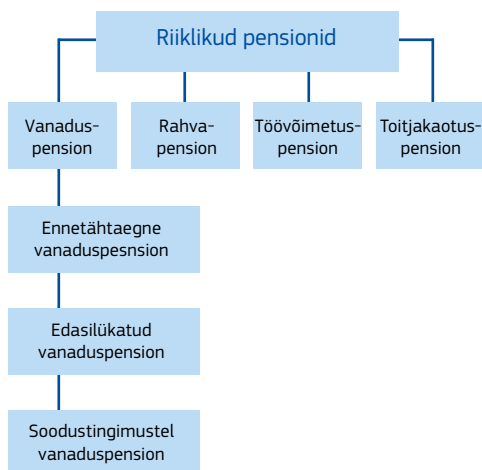 Riiklikud pensionid
Vanadus-
pension
Rahva-
pension
Töövõimetus-
pension
Toitjakaotus-
pension
Ennetähtaegne
vanaduspesnsion
Edasilükatud
vanaduspension
Soodustingimustel
vanaduspension